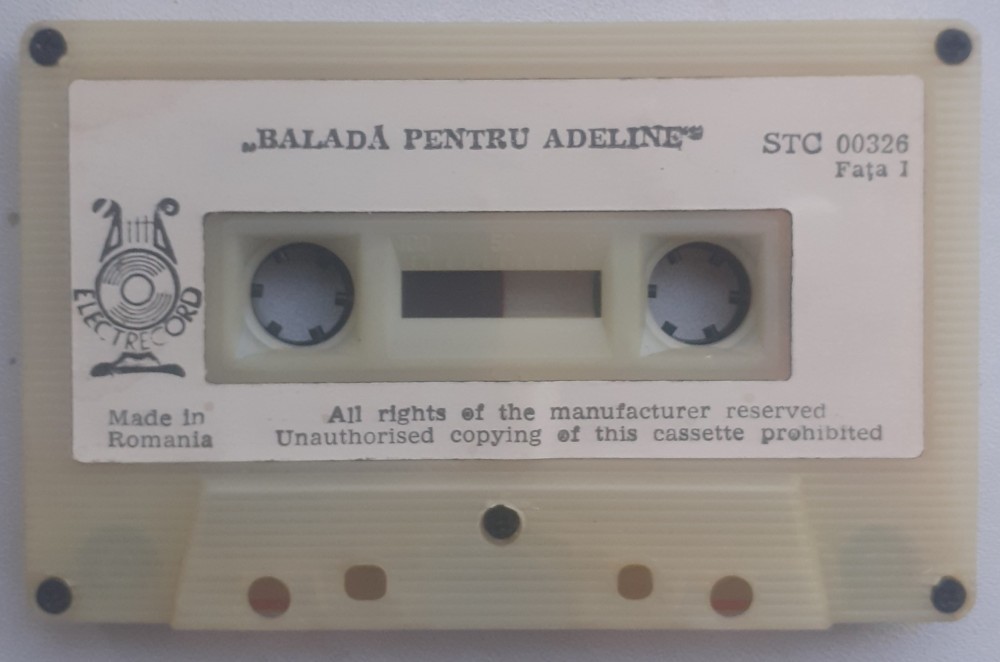 „BALADĂ PENTRU ADELINE”
STC 00326
Faţa I
ELECTRECORD
Made in
Romania
All rights of the manufacturer reserved
Unauthorised copying of this cassette prohibited